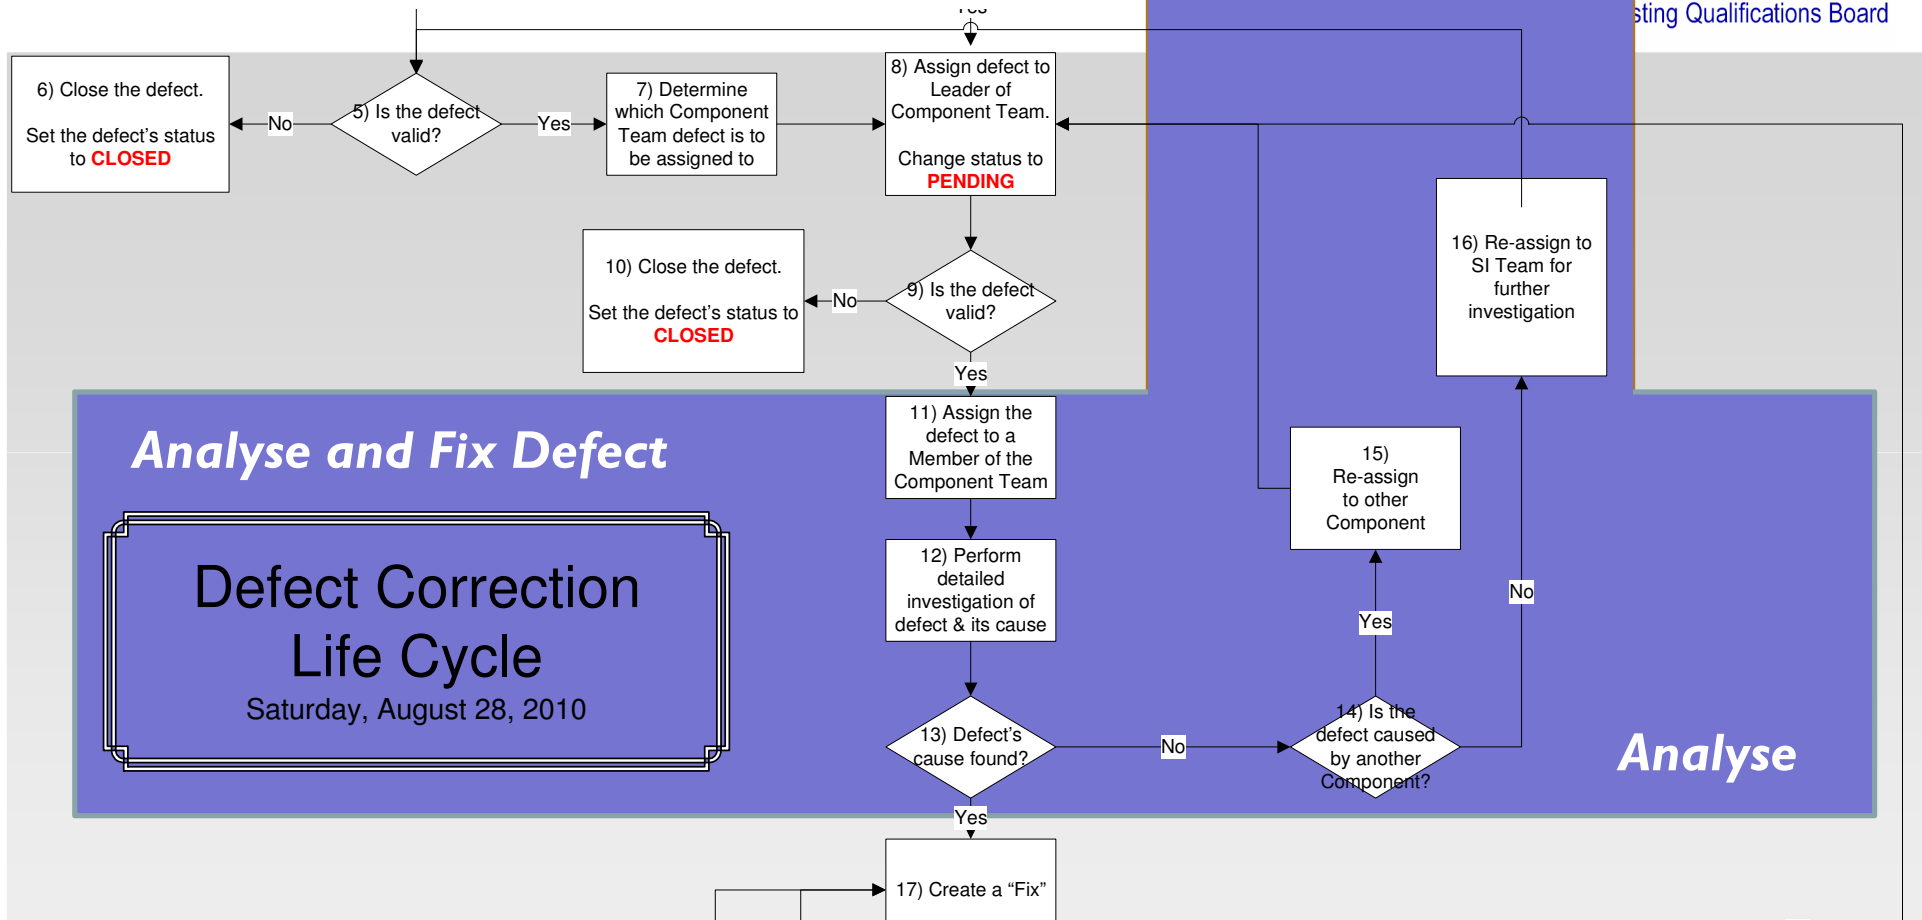 sting Qualifications Board
Yes
6) Close the defect.
Set the defect's status
to CLOSED
No
5) Is the defect
valid?
Yes
7) Determine
which Component
Team defect is to
be assigned to
8) Assign defect to
Leader of
Component Team.
Change status to
PENDING
16) Re-assign to
SI Team for
further
investigation
10) Close the defect.
Set the defect's status to
CLOSED
No
9) Is the defect
valid?
Yes
Analyse and Fix Defect
11) Assign the
defect to a
Member of the
Component Team
15)
Re-assign
to other
Component
Defect Correction
Life Cycle
Saturday, August 28, 2010
12) Perform
detailed
investigation of
defect & its cause
No
Yes
13) Defect's
cause found?
No
14) Is the
defect caused
by another
Component?
Analyse
Yes
17) Create a “Fix”